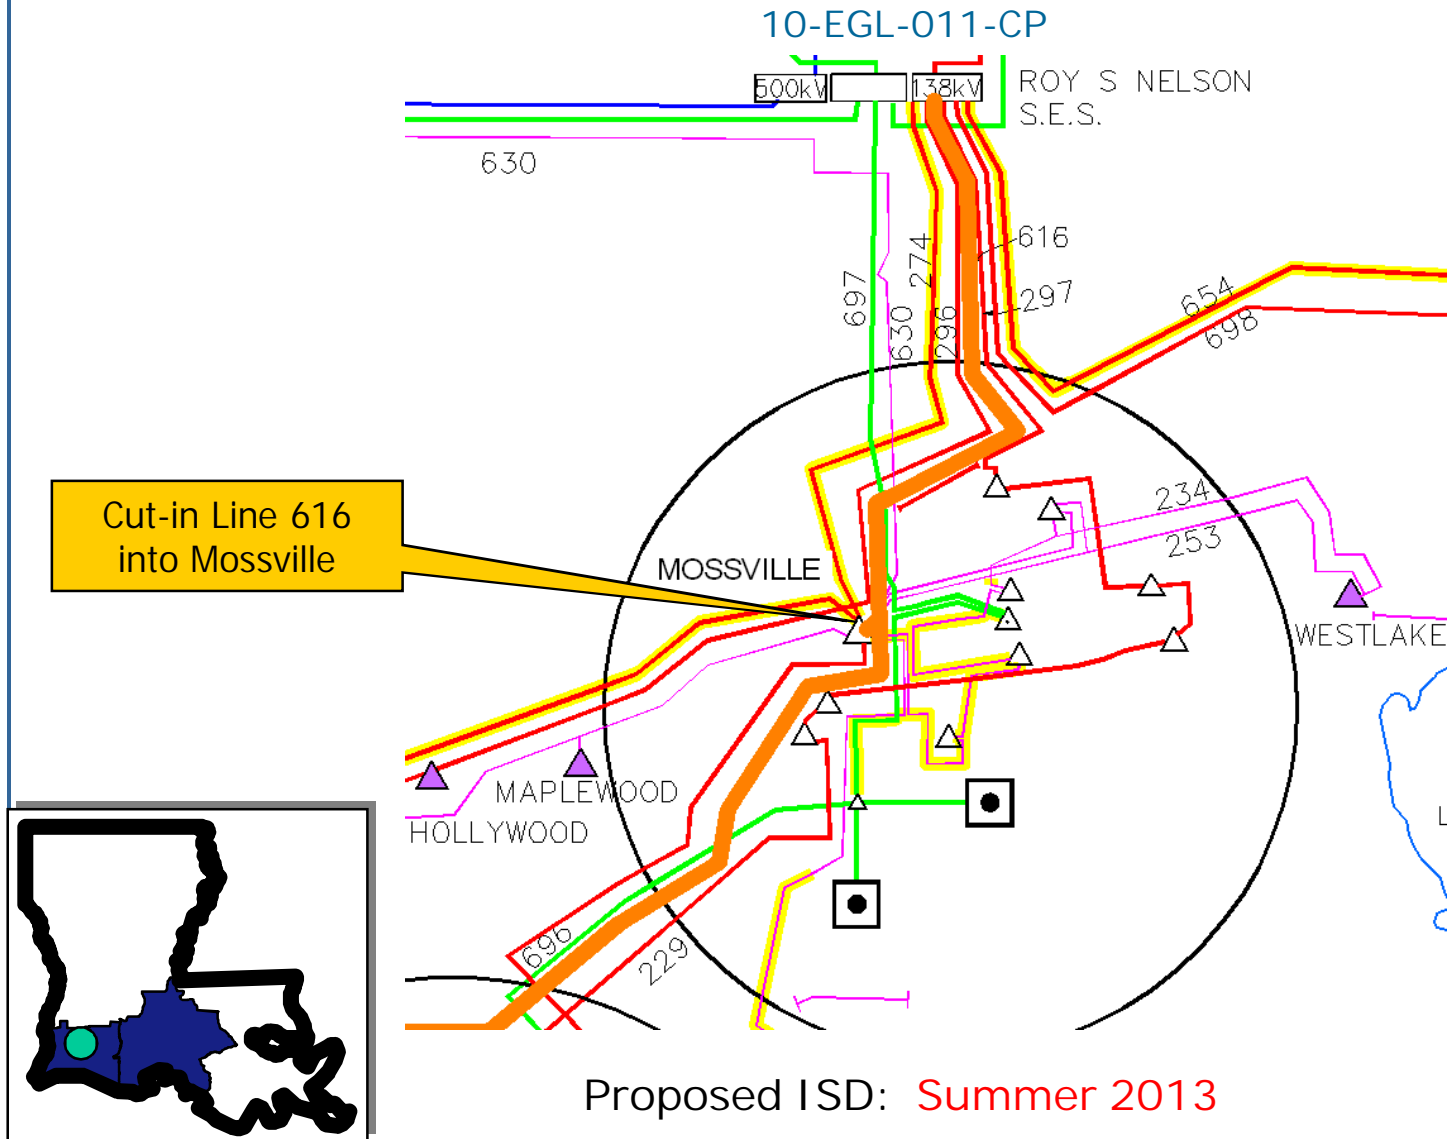 10-EGL-011-CP
500kV
138kV
ROY S NELSON
S.E.S.
630
616
274
697
297
630
296
654
698
Cut-in Line 616
into Mossville
234
253
MOSSVILLE
WESTLAKE
MAPLEWOOD
HOLLYWOOD
L
696
229
Proposed ISD: Summer 2013